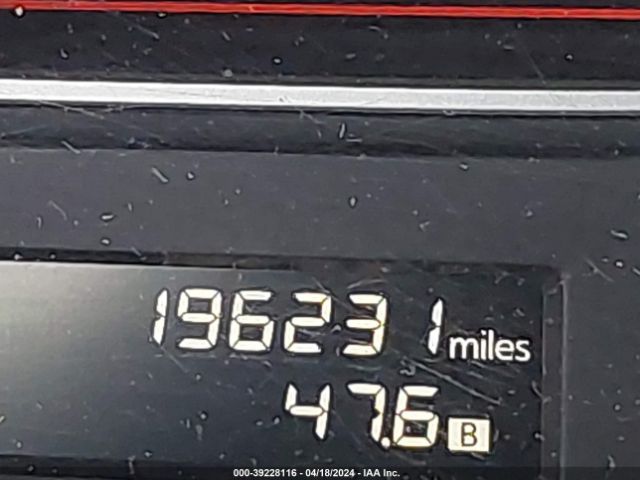 196231 miles
47.6 B
000-39228116 - 04/18/2024 - IAA Inc.